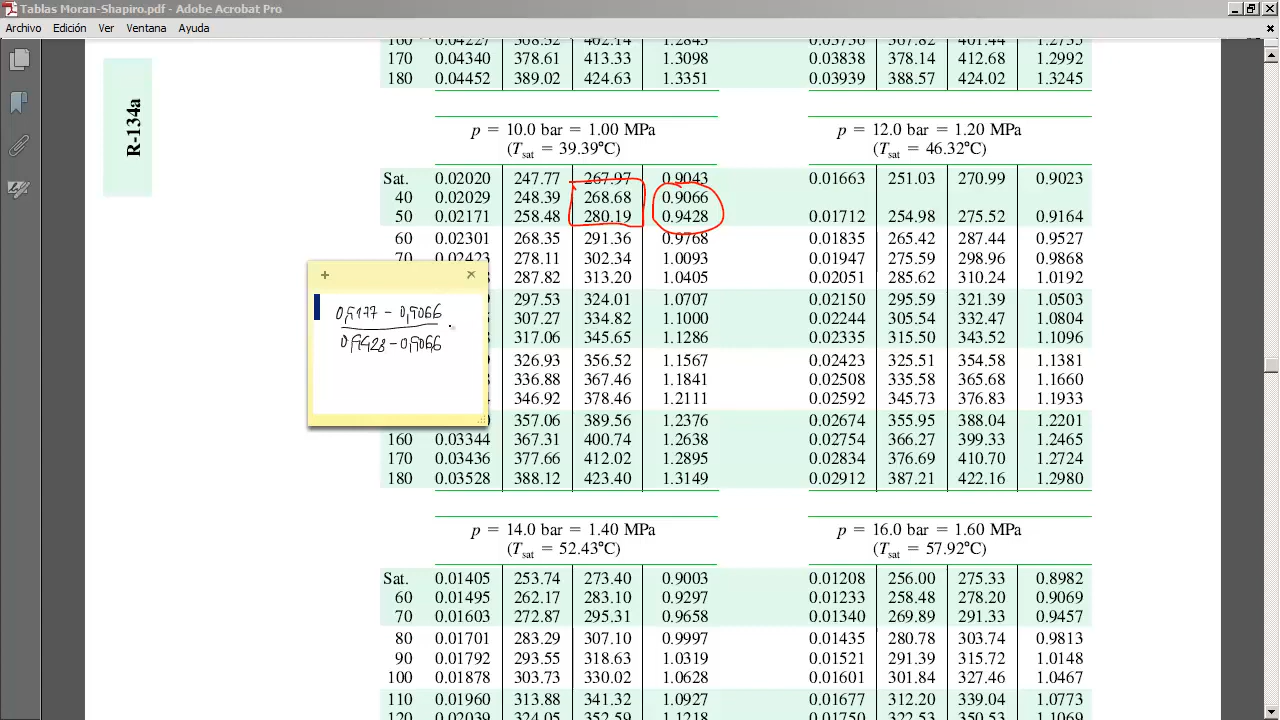 Tablas Moran-Shapiro.pdf - Adobe Acrobat Pro
Archivo Edición Ver Ventana Ayuda
R-134a
170 0.04340 378.61 413.33 1.3098 0.03838 378.14 412.68 1.2992
180 0.04452 389.02 424.63 1.3351 0.03939 388.57 424.02 1.3245
p = 10.0 bar = 1.00 MPa
(Tsat = 39.39°C)
p = 12.0 bar = 1.20 MPa
(Tsat = 46.32°C)
Sat. 0.02020 247.77 267.97 0.9043 0.01663 251.03 270.99 0.9023
40 0.02029 248.39 268.68 0.9066
50 0.02171 258.48 280.19 0.9428 0.01712 254.98 275.52 0.9164
60 0.02301 268.35 291.36 0.9768 0.01835 265.42 287.44 0.9527
70 0.02423 278.11 302.34 1.0093 0.01947 275.59 298.96 0.9868
287.82 313.20 1.0405 0.02051 285.62 310.24 1.0192
297.53 324.01 1.0707 0.02150 295.59 321.39 1.0503
307.27 334.82 1.1000 0.02244 305.54 332.47 1.0804
317.06 345.65 1.1286 0.02335 315.50 343.52 1.1096
326.93 356.52 1.1567 0.02423 325.51 354.58 1.1381
336.88 367.46 1.1841 0.02508 335.58 365.68 1.1660
346.92 378.46 1.2111 0.02592 345.73 376.83 1.1933
357.06 389.56 1.2376 0.02674 355.95 388.04 1.2201
160 0.03344 367.31 400.74 1.2638 0.02754 366.27 399.33 1.2465
170 0.03436 377.66 412.02 1.2895 0.02834 376.69 410.70 1.2724
180 0.03528 388.12 423.40 1.3149 0.02912 387.21 422.16 1.2980
0,9177 - 0,9066
0,9428 - 0,9066
p = 14.0 bar = 1.40 MPa
(Tsat = 52.43°C)
p = 16.0 bar = 1.60 MPa
(Tsat = 57.92°C)
Sat. 0.01405 253.74 273.40 0.9003 0.01208 256.00 275.33 0.8982
60 0.01495 262.17 283.10 0.9297 0.01233 258.48 278.20 0.9069
70 0.01603 272.87 295.31 0.9658 0.01340 269.89 291.33 0.9457
80 0.01701 283.29 307.10 0.9997 0.01435 280.78 303.74 0.9813
90 0.01792 293.55 318.63 1.0319 0.01521 291.39 315.72 1.0148
100 0.01878 303.73 330.02 1.0628 0.01601 301.84 327.46 1.0467
110 0.01960 313.88 341.32 1.0927 0.01677 312.20 339.04 1.0773